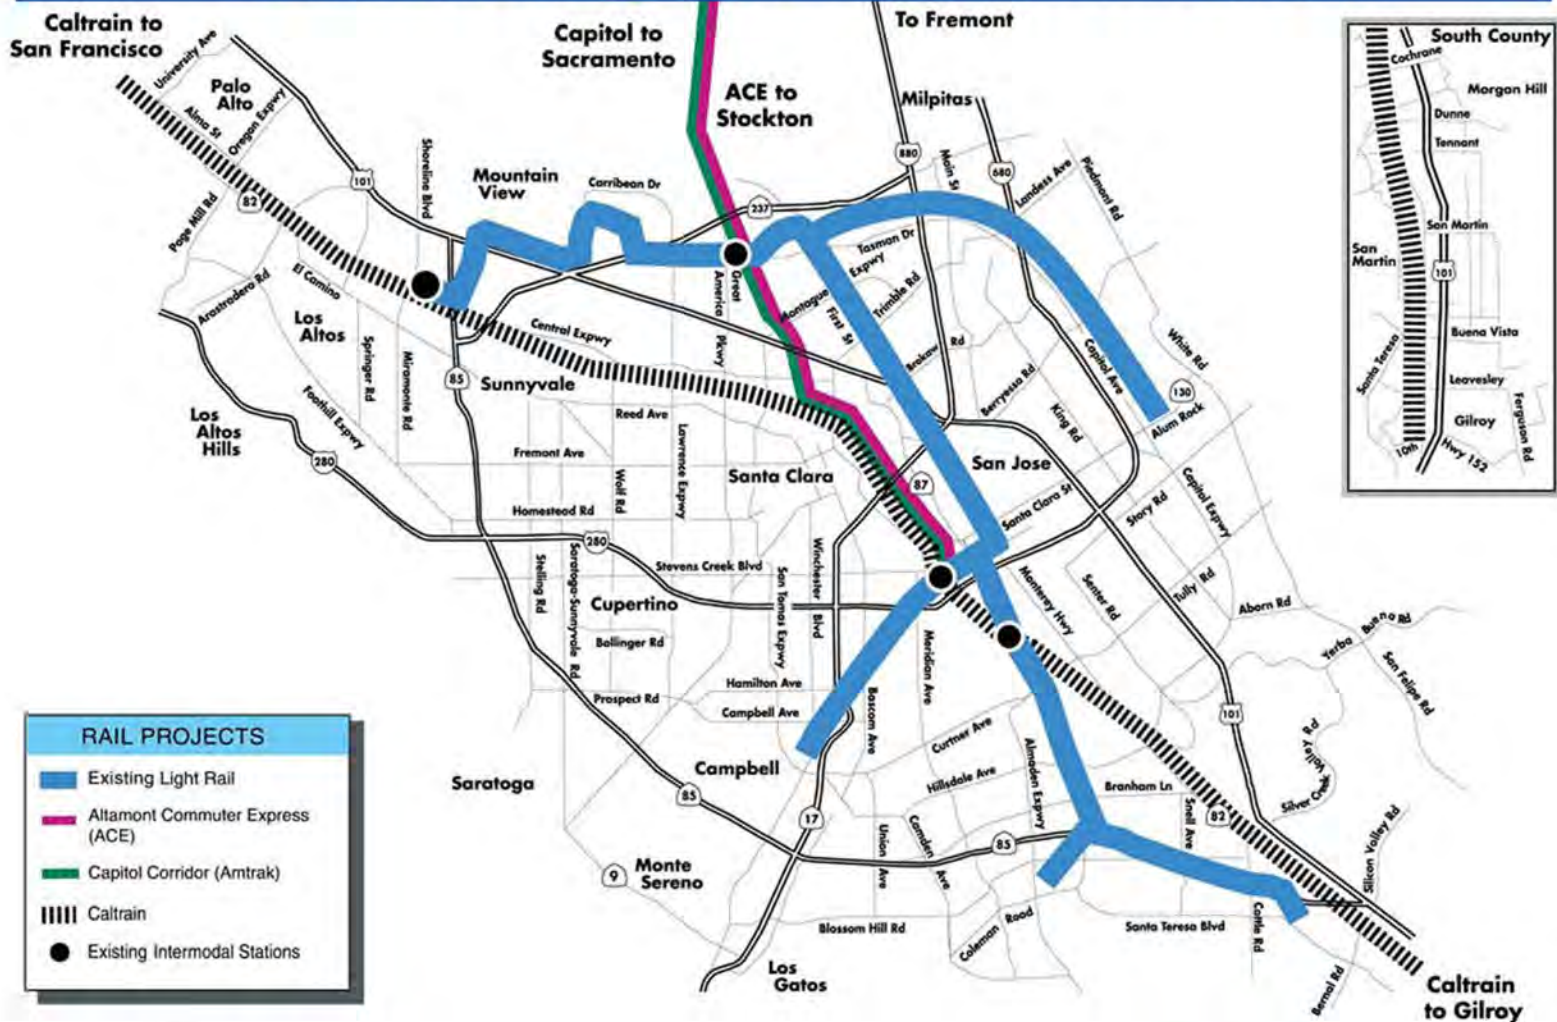 Caltrain to
San Francisco
University Ave
Palo
Alto
Alma St
Oregon Expwy
Page Mill Rd
82
101
Capitol to
Sacramento
ACE to
Stockton
To Fremont
Milpitas
880
Main St
680
Landess Ave
Piedmont Rd
Shoreline Blvd
Mountain
View
Carribean Dr
237
Tasman Dr
Montague
Expwy
Trimble Rd
First St
Great
America
Pkwy
Brokaw
Rd
Berryessa Rd
Capitol Ave
King Rd
White Rd
130
Alum Rock
Arastradero Rd
El Camino
Los
Altos
Springer Rd
Miramonte Rd
Foothill Expwy
Los
Altos
Hills
280
85
Central Expwy
Sunnyvale
Reed Ave
Fremont Ave
Wolf Rd
Lawrence Expwy
Homestead Rd
280
Santa Clara
87
San Jose
Santa Clara St
Story Rd
Capitol Expwy
Stelling Rd
Saratoga-Sunnyvale Rd
Stevens Creek Blvd
San Tomas Expwy
Winchester
Blvd
Cupertino
Bollinger Rd
Prospect Rd
Hamilton Ave
Campbell Ave
Bascom Ave
Meridian Ave
Monterey Hwy
Senter Rd
Tully Rd
Aborn Rd
Yerba
Buena Rd
San Felipe Rd
101
Valley Rd
Silver Creek
Silicon Valley Rd
Curtner Ave
Hillsdale Ave
Almaden Expwy
Branham Ln
Snell Ave
82
Campbell
Saratoga
85
17
Union
Ave
Camden
Ave
85
9
Monte
Sereno
Blossom Hill Rd
Coleman
Road
Santa Teresa Blvd
Cottle Rd
Bernal Rd
Los
Gatos
Caltrain
to Gilroy
South County
Cochrane
Morgan Hill
Dunne
Tennant
San Martin
San
Martin
101
Buena Vista
Santa Teresa
Leavesley
Gilroy
Ferguson Rd
10th
Hwy 152
RAIL PROJECTS
Existing Light Rail
Altamont Commuter Express
(ACE)
Capitol Corridor (Amtrak)
Caltrain
Existing Intermodal Stations